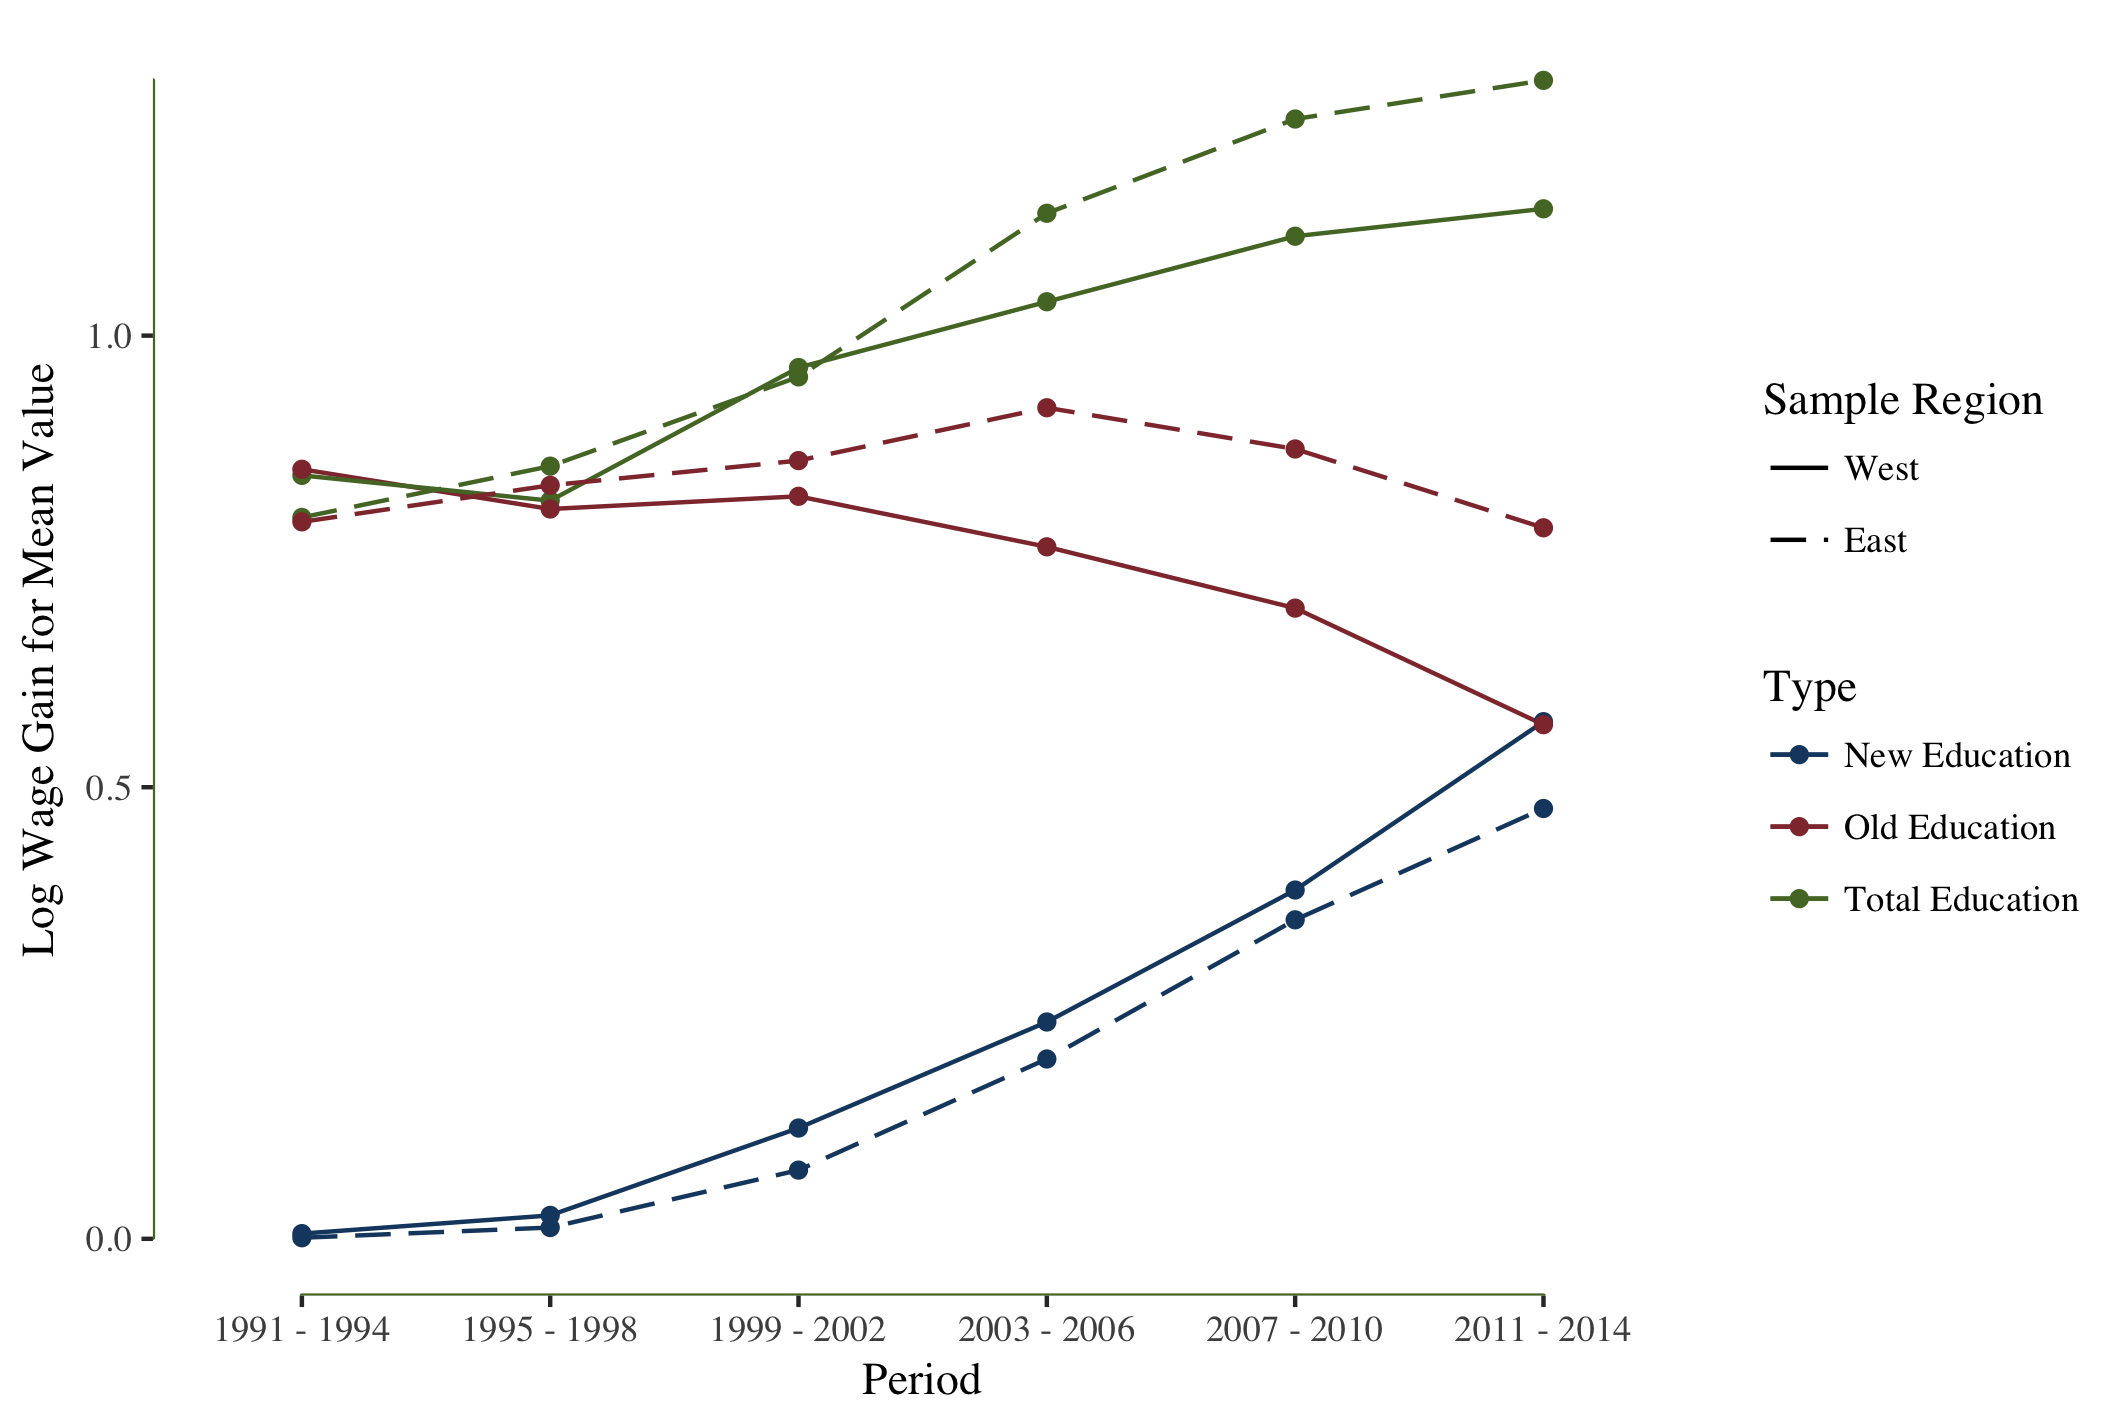 Log Wage Gain for Mean Value
1.0
0.5
0.0
1991 - 1994
1995 - 1998
1999 - 2002
2003 - 2006
2007 - 2010
2011 - 2014
Period
Sample Region
West
East
Type
New Education
Old Education
Total Education